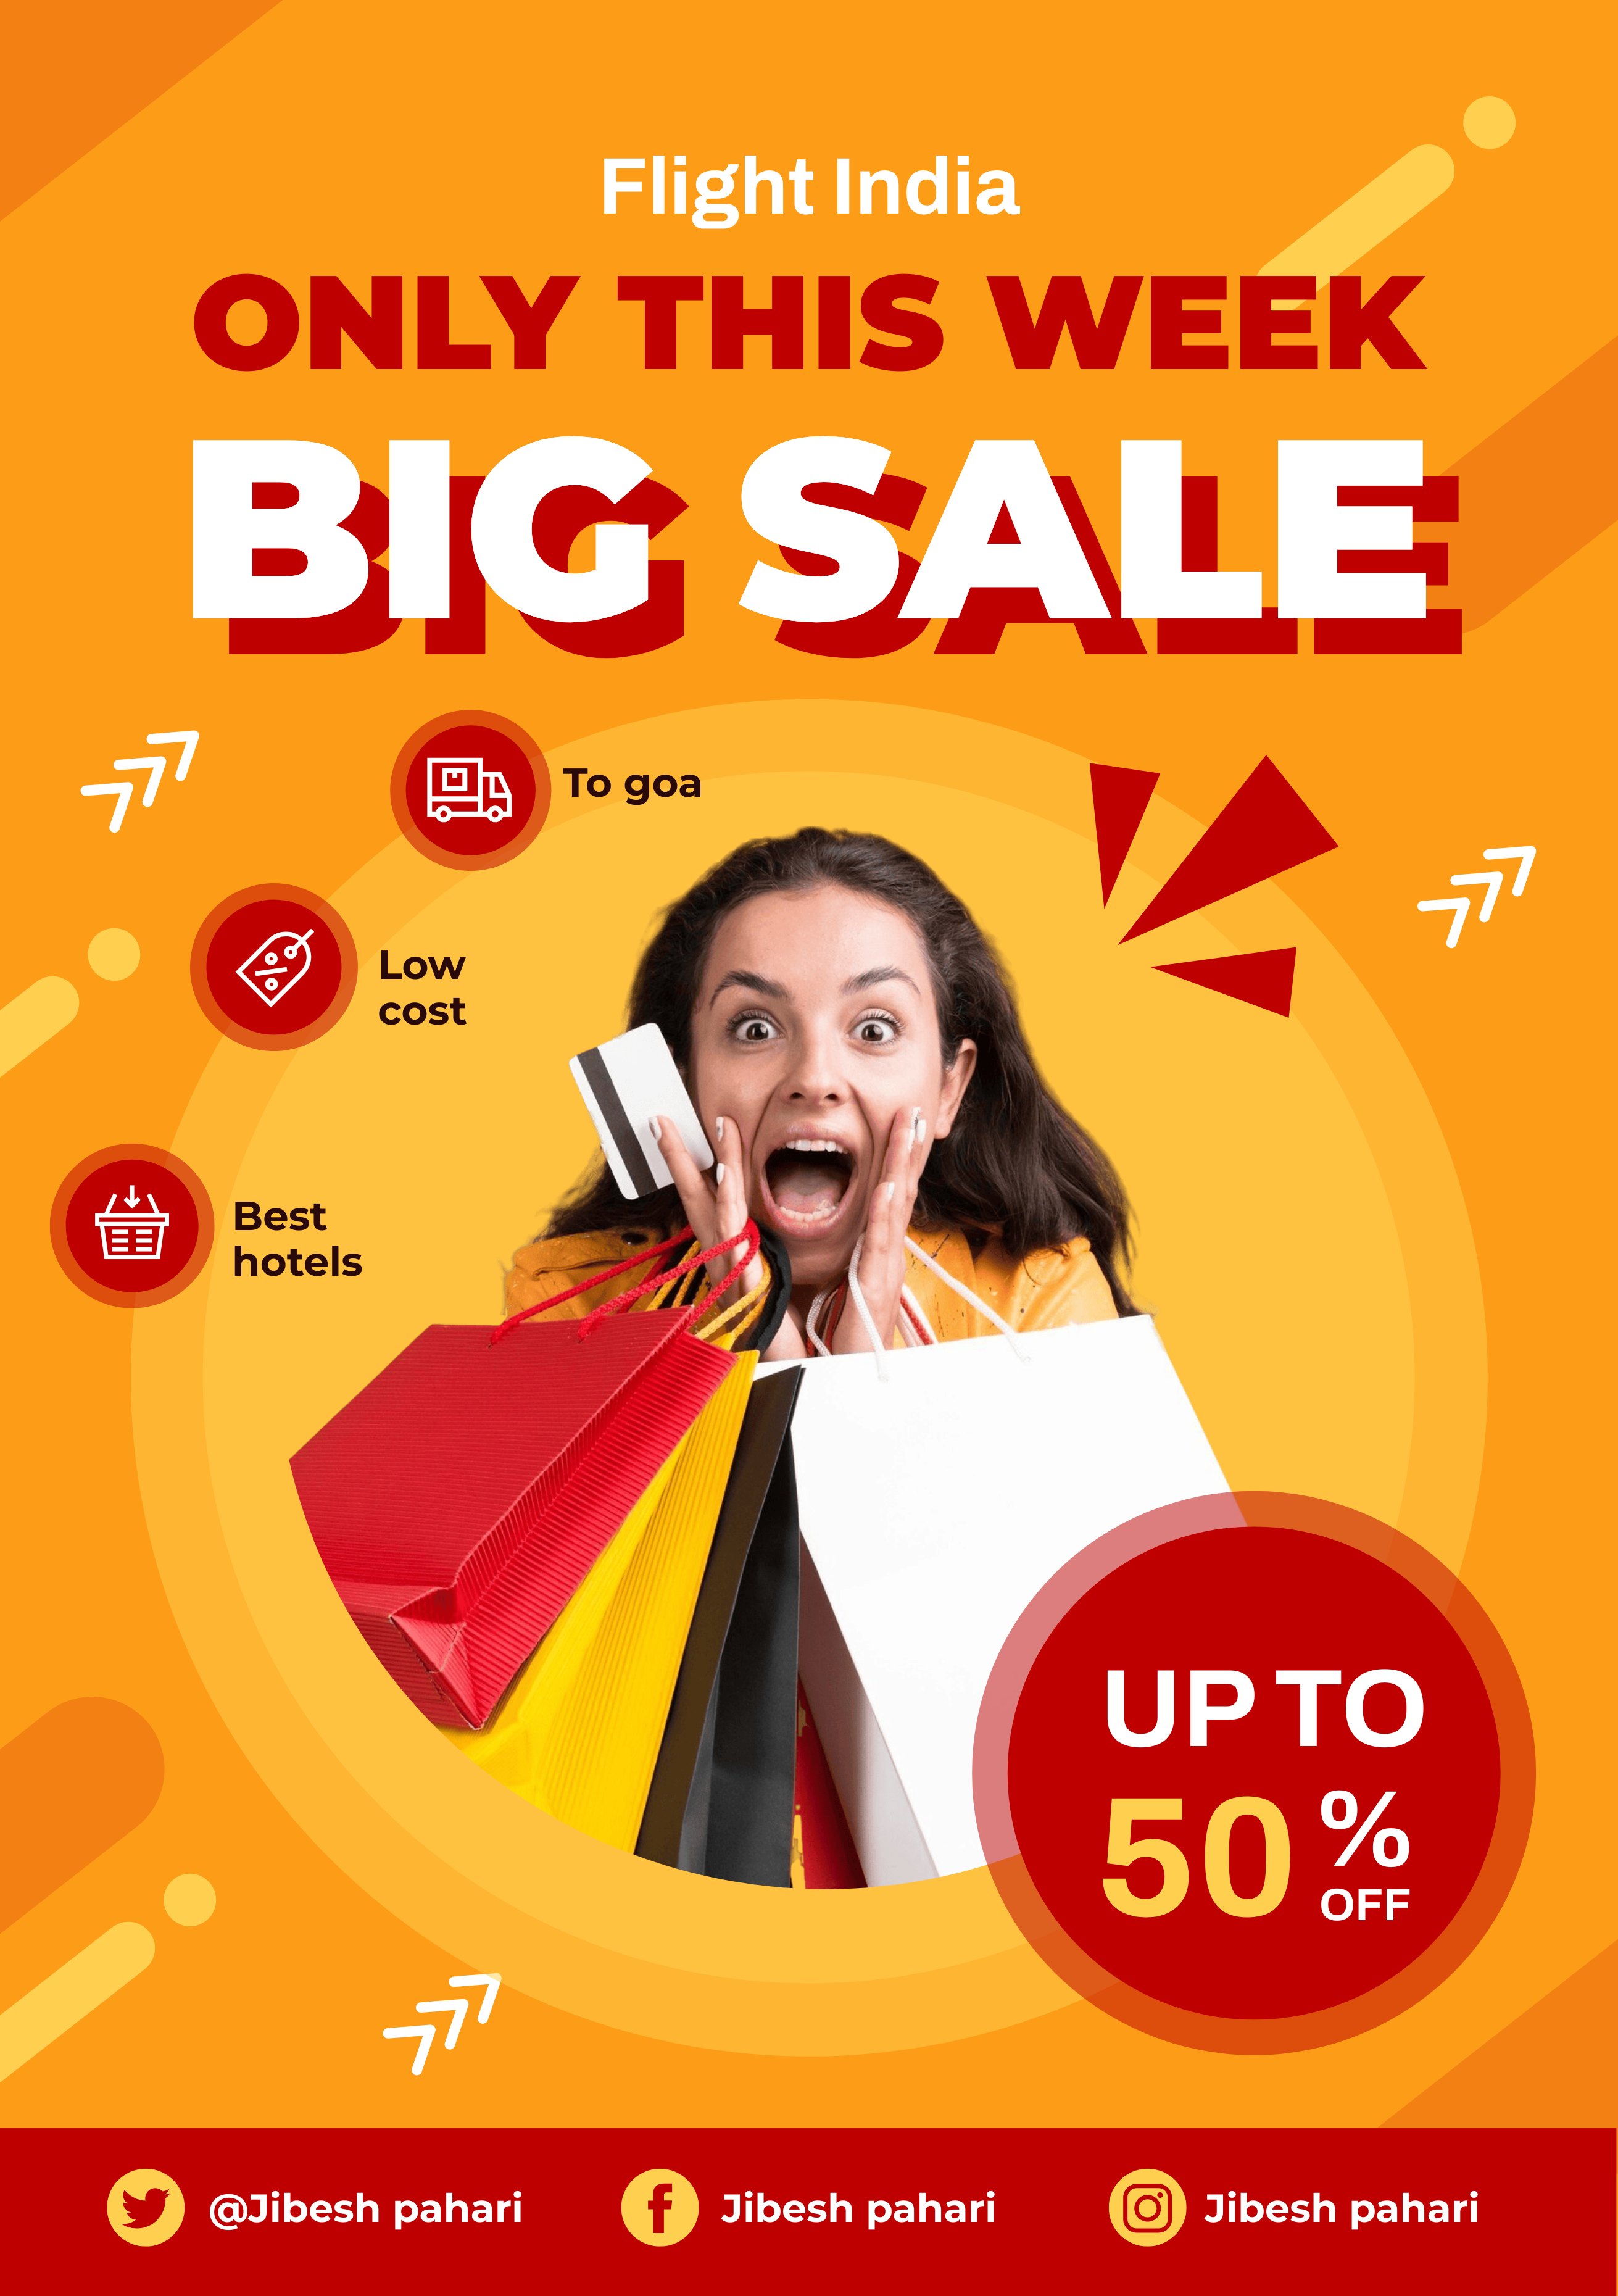 Flight India
ONLY THIS WEEK
BIG SALE
To goa
Low
cost
Best
hotels
UP TO
50 %
OFF
@Jibesh pahari
Jibesh pahari
Jibesh pahari